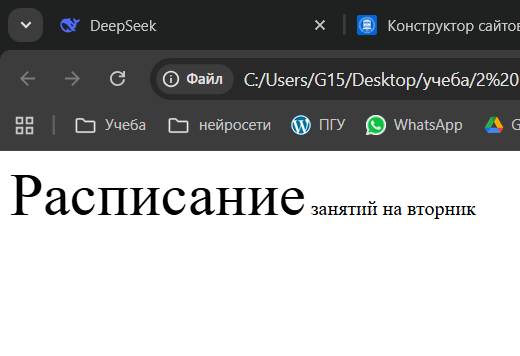 DeepSeek
Конструктор сайтов
Файл C:/Users/G15/Desktop/учеба/2%20
Учеба нейросети ПГУ WhatsApp G
Расписание занятий на вторник